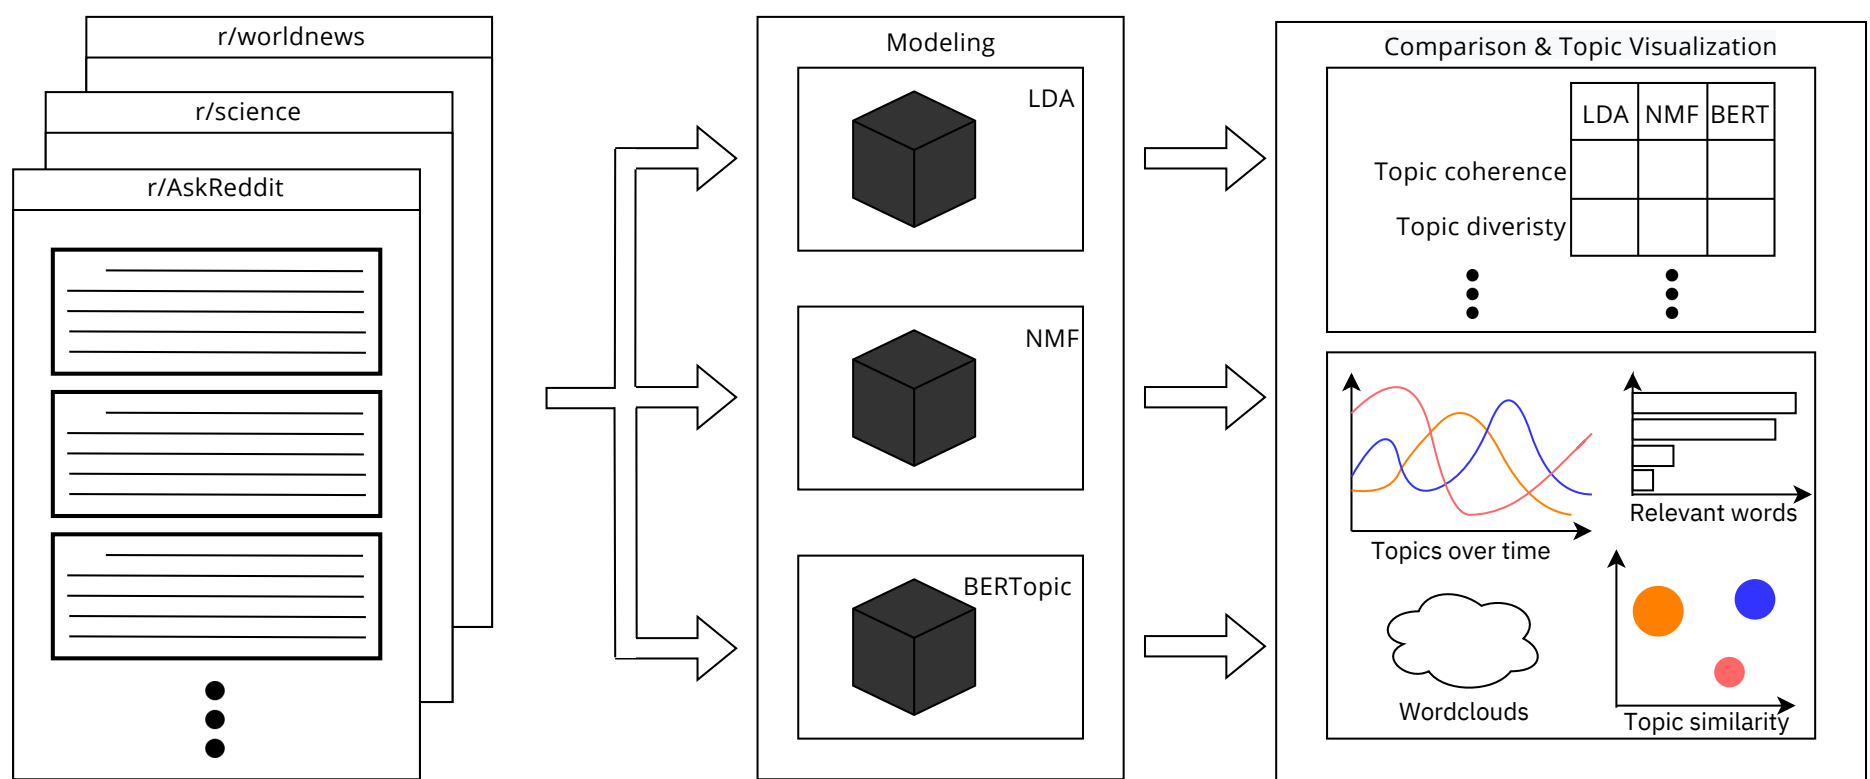 r/worldnews
r/science
r/AskReddit
Modeling
LDA
NMF
BERTopic
Comparison & Topic Visualization
LDA NMF BERT
Topic coherence
Topic diveristy
Topics over time
Relevant words
Wordclouds
Topic similarity